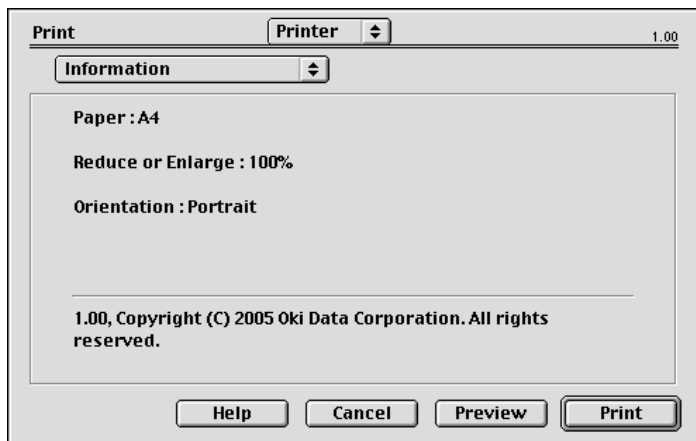 Print Printer 1.00
Information
Paper : A4
Reduce or Enlarge : 100%
Orientation : Portrait
1.00, Copyright (C) 2005 Oki Data Corporation. All rights
reserved.
Help Cancel Preview Print